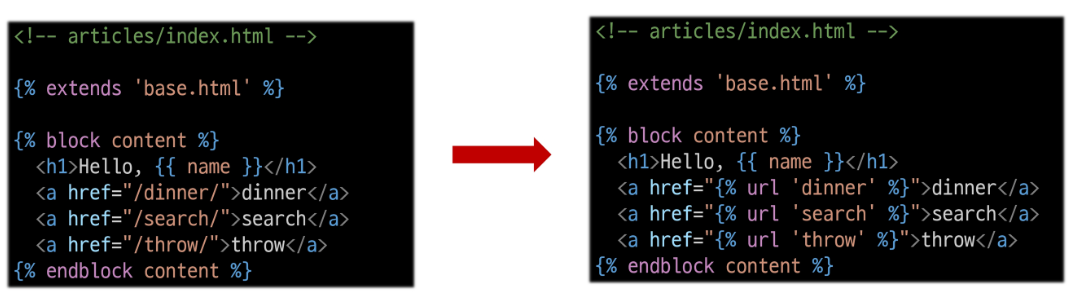 <!-- articles/index.html -->
{% extends 'base.html' %}
{% block content %}
<h1>Hello, {{ name }}</h1>
<a href="/dinner/">dinner</a>
<a href="/search/">search</a>
<a href="/throw/">throw</a>
{% endblock content %}
<!-- articles/index.html -->
{% extends 'base.html' %}
{% block content %}
<h1>Hello, {{ name }}</h1>
<a href="{% url 'dinner' %}">dinner</a>
<a href="{% url 'search' %}">search</a>
<a href="{% url 'throw' %}">throw</a>
{% endblock content %}